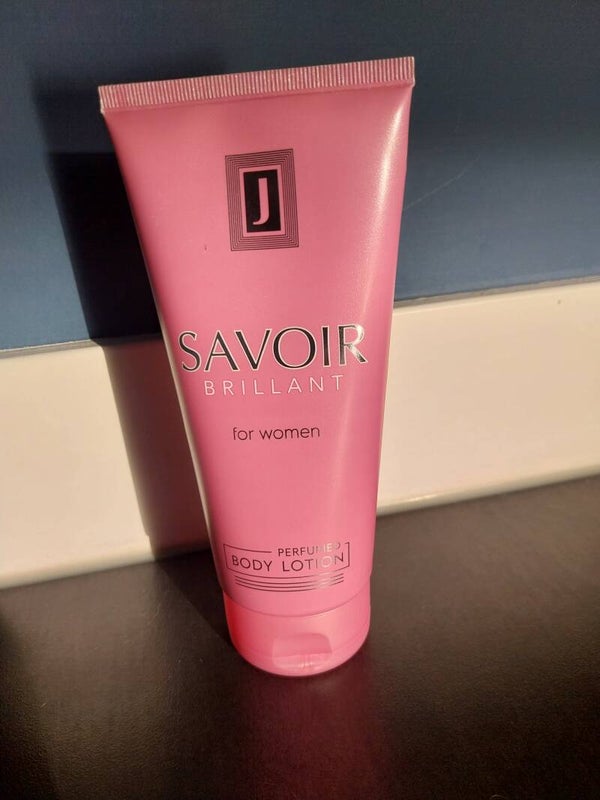 J
SAVOIR
BRILLANT
for women
PERFUMED
BODY LOTION